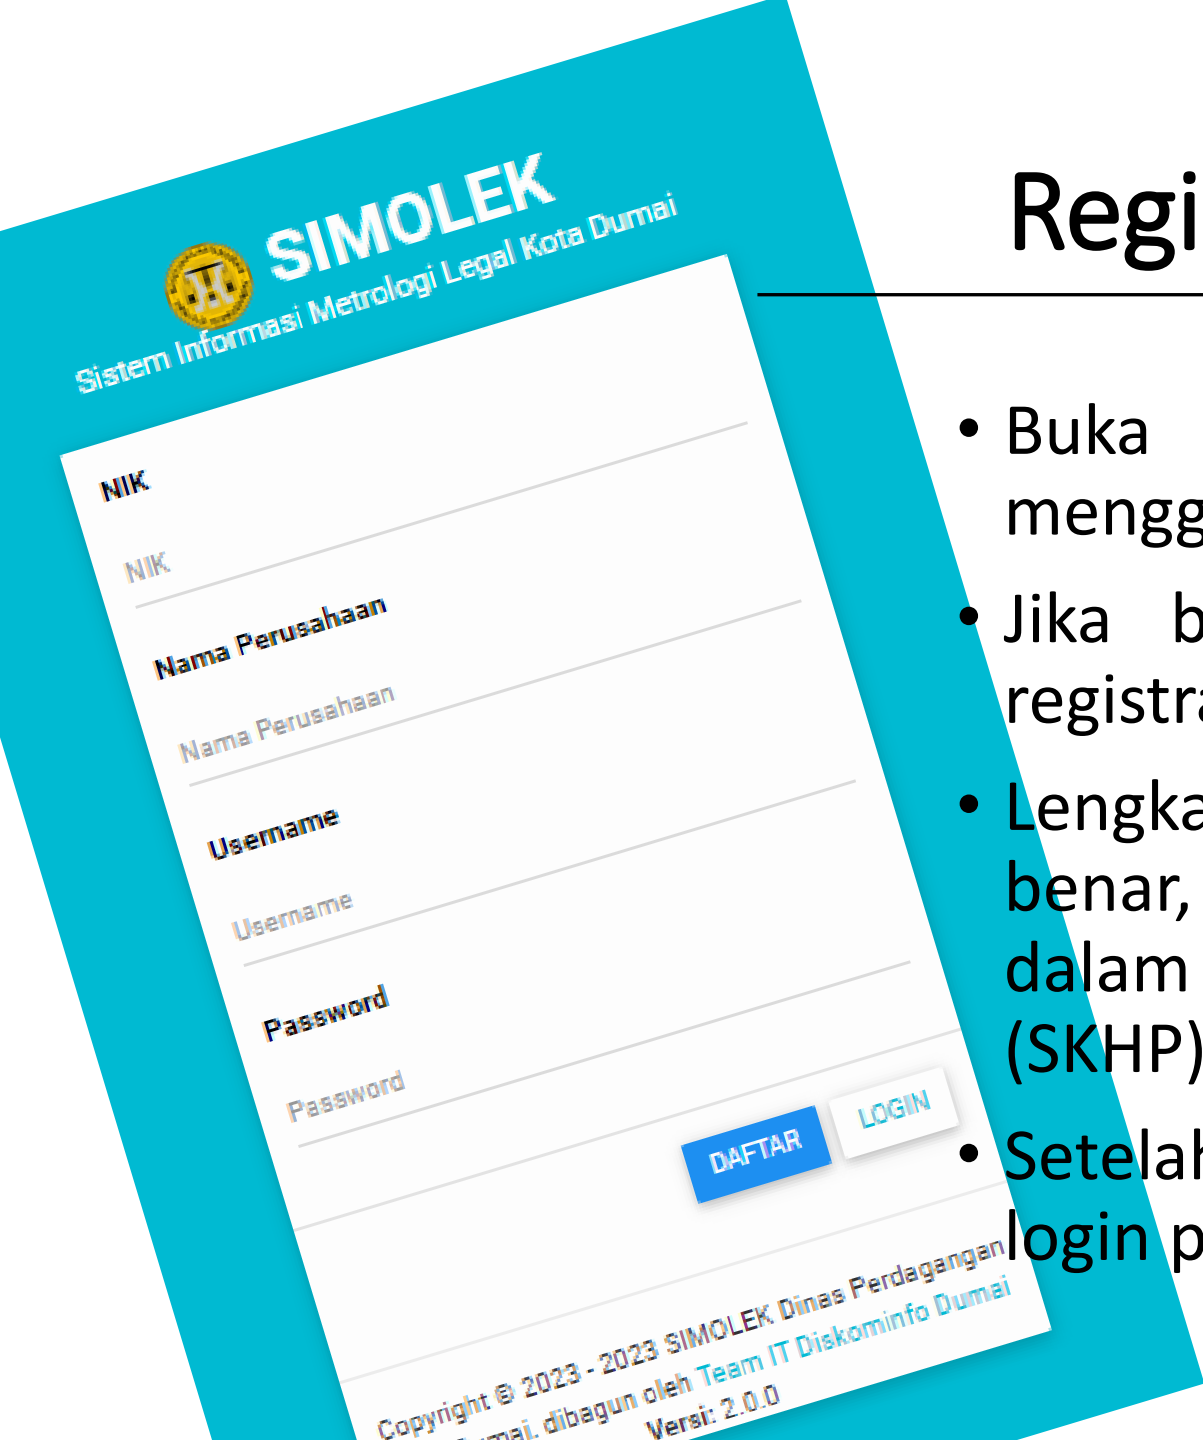 SIMOLEK
Sistem Informasi Metrologi Legal Kota Dumai
NIK
NIK
Nama Perusahaan
Nama Perusahaan
Username
Username
Password
Password
DAFTAR
LOGIN
Copyright © 2023 - 2023 SIMOLEK Dinas Perdagangan
dibagun oleh Team IT Diskominfo Dumai
Versi: 2.0.0
Regi
• Buka
mengg
• Jika b
registra
• Lengka
benar,
dalam
(SKHP)
• Setelah
login p